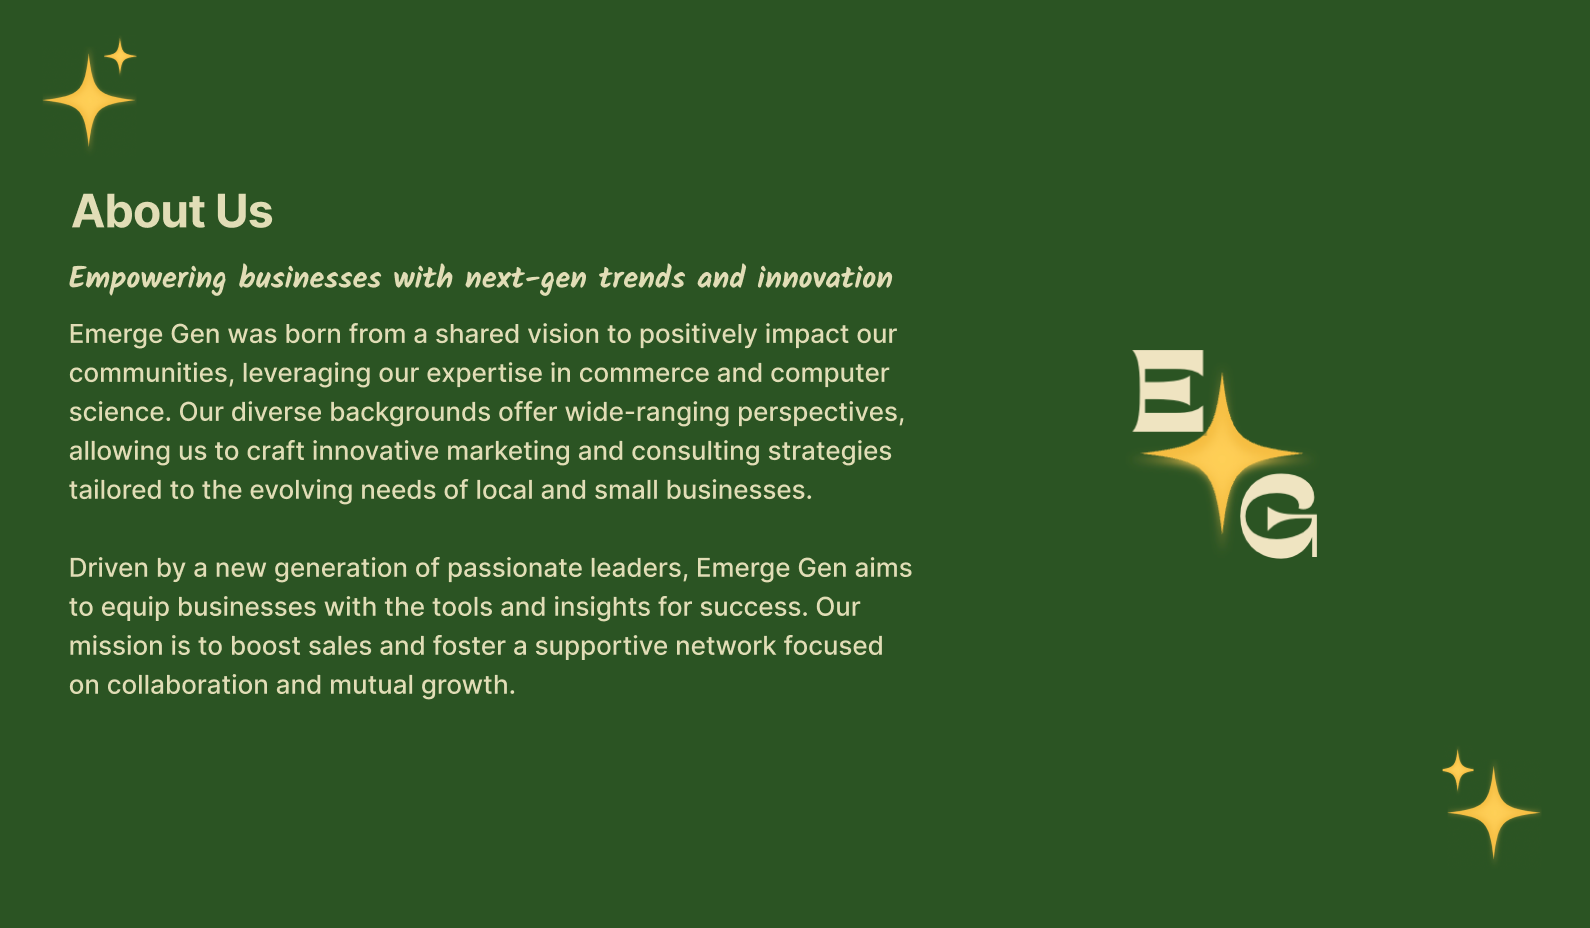 About Us
Empowering businesses with next-gen trends and innovation
Emerge Gen was born from a shared vision to positively impact our
communities, leveraging our expertise in commerce and computer
science. Our diverse backgrounds offer wide-ranging perspectives,
allowing us to craft innovative marketing and consulting strategies
tailored to the evolving needs of local and small businesses.
Driven by a new generation of passionate leaders, Emerge Gen aims
to equip businesses with the tools and insights for success. Our
mission is to boost sales and foster a supportive network focused
on collaboration and mutual growth.
E
G